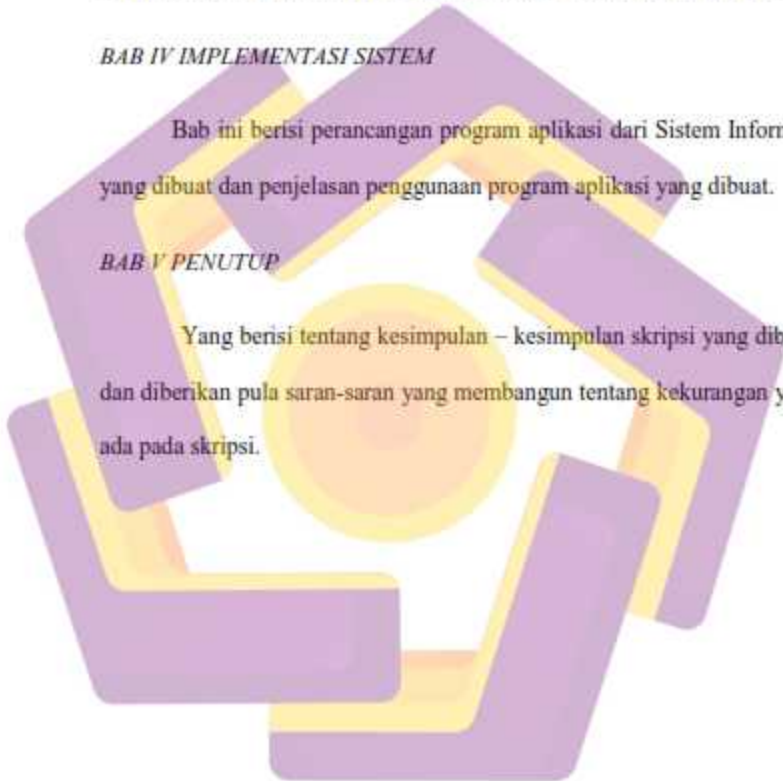 BAB IV IMPLEMENTASI SISTEM
Bab ini berisi perancangan program aplikasi dari Sistem
yang dibuat dan penjelasan penggunaan program aplikasi yang dibuat.
BAB V PENUTUP
Yang berisi tentang kesimpulan – kesimpulan skripsi yang
dan diberikan pula saran-saran yang membangun tentang kekurangan
ada pada skripsi.